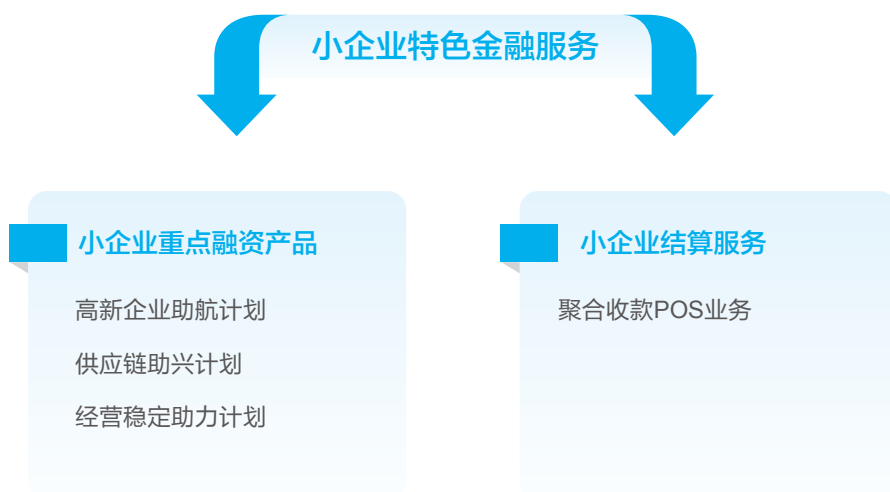 小企业特色金融服务
小企业重点融资产品
高新企业助航计划
供应链助兴计划
经营稳定助力计划
小企业结算服务
聚合收款POS业务